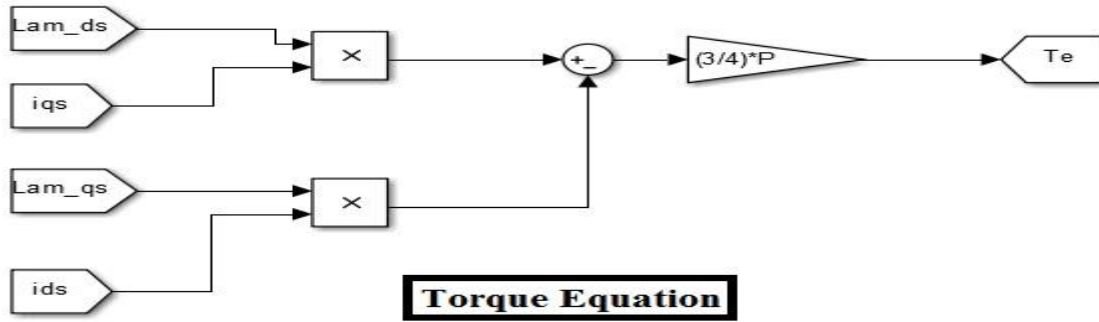 Lam_ds
iqs
×
+-
(3/4)*P
Te
Lam_qs
ids
×
Torque Equation